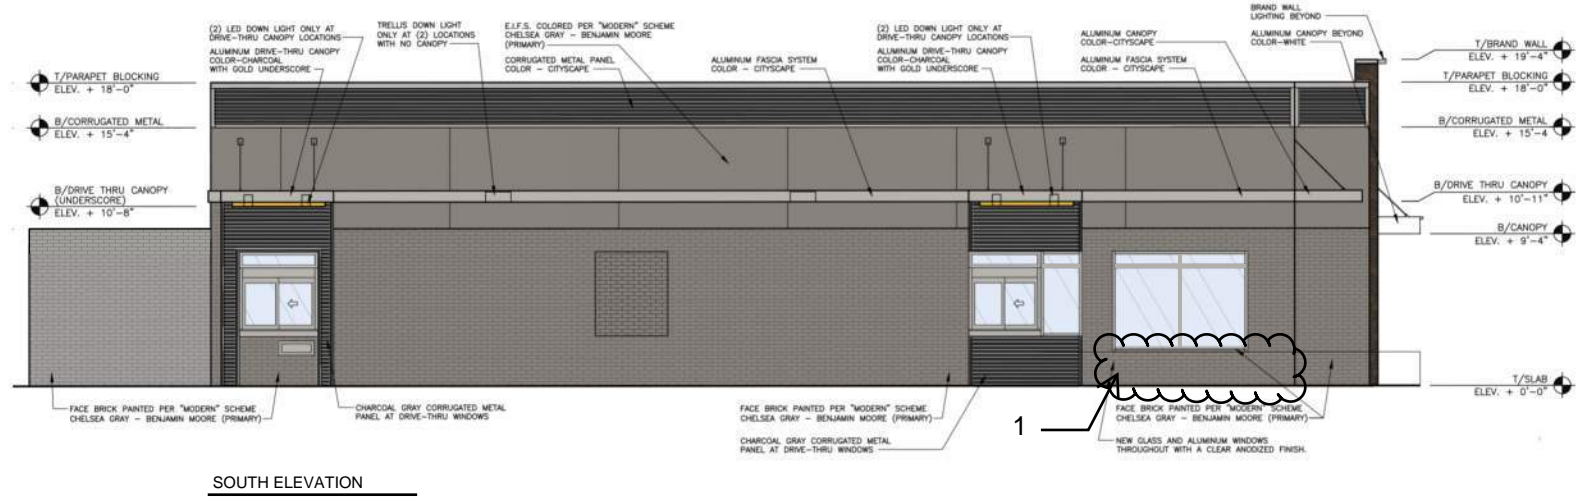 (2) LED DOWN LIGHT ONLY AT
DRIVE-THRU CANOPY LOCATIONS
ALUMINUM DRIVE-THRU CANOPY
COLOR-CHARCOAL
WITH GOLD UNDERSCORE
TRELLIS DOWN LIGHT
ONLY AT (2) LOCATIONS
WITH NO CANOPY
E.I.F.S. COLORED PER "MODERN" SCHEME
CHELSEA GRAY - BENJAMIN MOORE
(PRIMARY)
CORRUGATED METAL PANEL
COLOR - CITYSCAPE
ALUMINUM FASCIA SYSTEM
COLOR - CITYSCAPE
(2) LED DOWN LIGHT ONLY AT
DRIVE-THRU CANOPY LOCATIONS
ALUMINUM DRIVE-THRU CANOPY
COLOR-CHARCOAL
WITH GOLD UNDERSCORE
ALUMINUM CANOPY
COLOR-CITYSCAPE
ALUMINUM FASCIA SYSTEM
COLOR - CITYSCAPE
BRAND WALL
LIGHTING BEYOND
ALUMINUM CANOPY BEYOND
COLOR-WHITE
T/PARAPET BLOCKING
ELEV. + 18'-0"
B/CORRUGATED METAL
ELEV. + 15'-4"
B/DRIVE THRU CANOPY
(UNDERSCORE)
ELEV. + 10'-8"
T/BRAND WALL
ELEV. + 19'-4"
T/PARAPET BLOCKING
ELEV. + 18'-0"
B/CORRUGATED METAL
ELEV. + 15'-4
B/DRIVE THRU CANOPY
ELEV. + 10'-11"
B/CANOPY
ELEV. + 9'-4"
T/SLAB
ELEV. + 0'-0"
FACE BRICK PAINTED PER "MODERN" SCHEME
CHELSEA GRAY - BENJAMIN MOORE (PRIMARY)
CHARCOAL GRAY CORRUGATED METAL
PANEL AT DRIVE-THRU WINDOWS
FACE BRICK PAINTED PER "MODERN" SCHEME
CHELSEA GRAY - BENJAMIN MOORE (PRIMARY)
CHARCOAL GRAY CORRUGATED METAL
PANEL AT DRIVE-THRU WINDOWS
1
FACE BRICK PAINTED PER "MODERN" SCHEME
CHELSEA GRAY - BENJAMIN MOORE (PRIMARY)
NEW GLASS AND ALUMINUM WINDOWS
THROUGHOUT WITH A CLEAR ANODIZED FINISH.
SOUTH ELEVATION